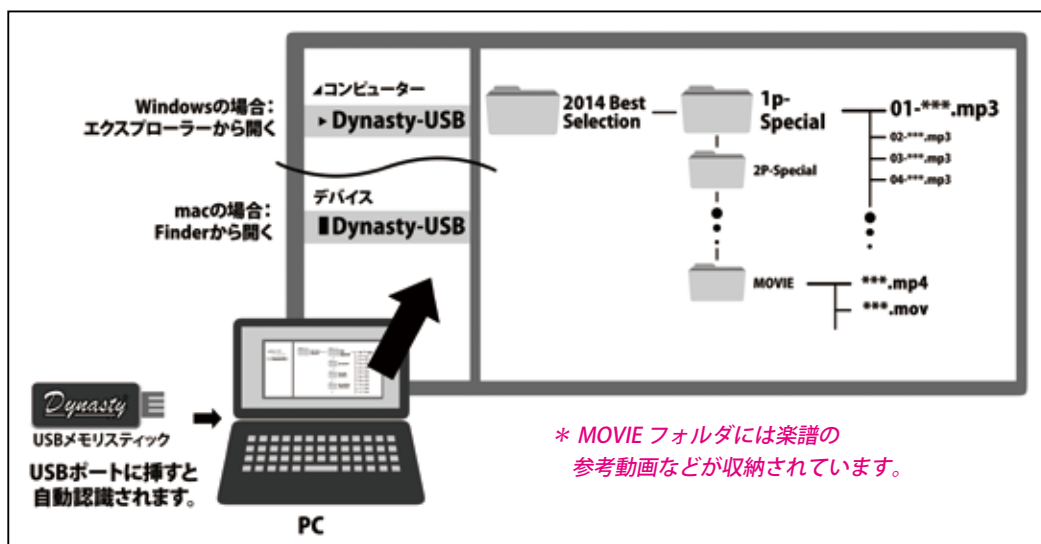 Windowsの場合：
エクスプローラーから開く
macの場合：
Finderから開く
コンピューター
Dynasty-USB
デバイス
Dynasty-USB
2014 Best
Selection
1p-
Special
2P-Special
MOVIE
01-***.mp3
02-***.mp3
03-***.mp3
04-***.mp3
***.mp4
***.mov
Dynasty
USBメモリスティック
USBポートに挿すと
自動認識されます。
PC
＊ MOVIE フォルダには楽譜の
参考動画などが収納されています。